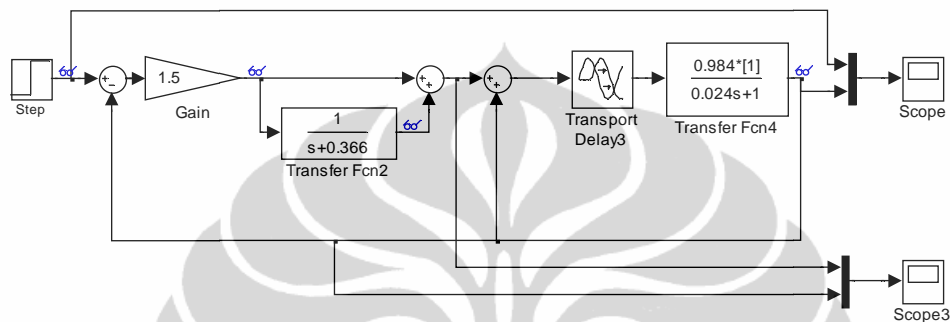 Step
+
-
1.5
Gain
1
s+0.366
Transfer Fcn2
+
+
+
+
Transport
Delay3
0.984*[1]
0.024s+1
Transfer Fcn4
Scope
Scope3